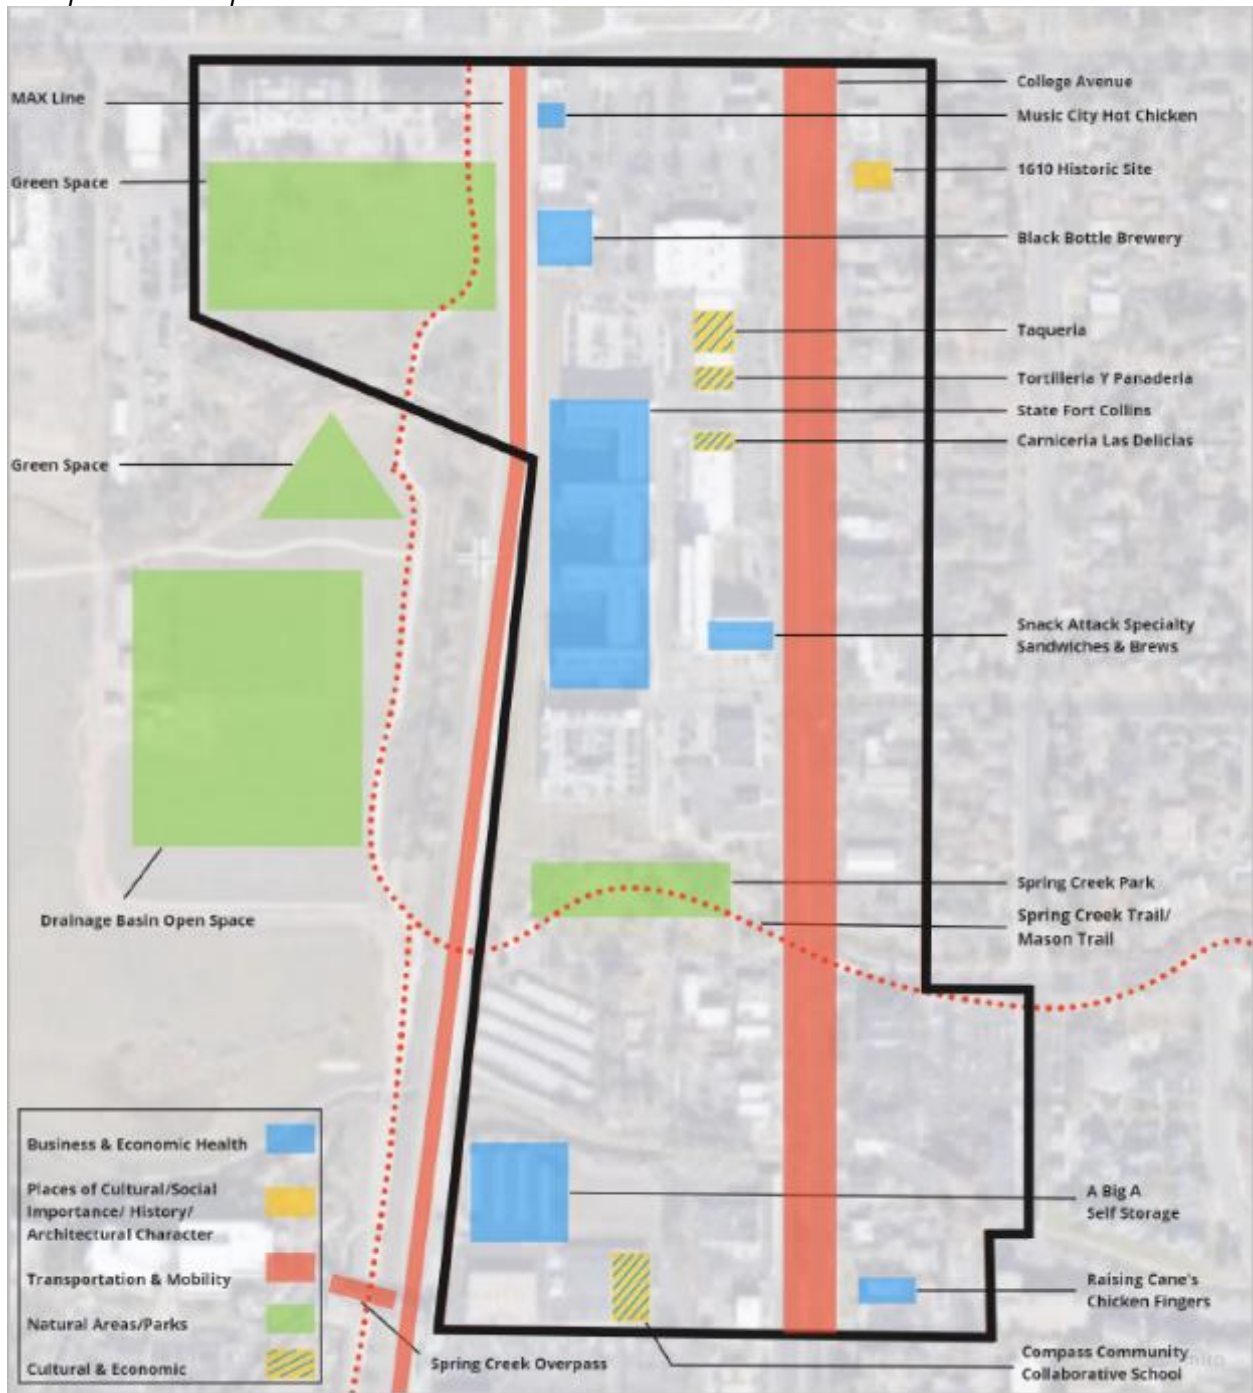 MAX Line
Green Space
Green Space
Drainage Basin Open Space
College Avenue
Music City Hot Chicken
1610 Historic Site
Black Bottle Brewery
Taqueria
Tortilleria Y Panaderia
State Fort Collins
Carniceria Las Delicias
Snack Attack Specialty
Sandwiches & Brews
Spring Creek Park
Spring Creek Trail/
Mason Trail
A Big A
Self Storage
Raising Cane's
Chicken Fingers
Compass Community
Collaborative School
Spring Creek Overpass
Business & Economic Health
Places of Cultural/Social
Importance/ History/
Architectural Character
Transportation & Mobility
Natural Areas/Parks
Cultural & Economic